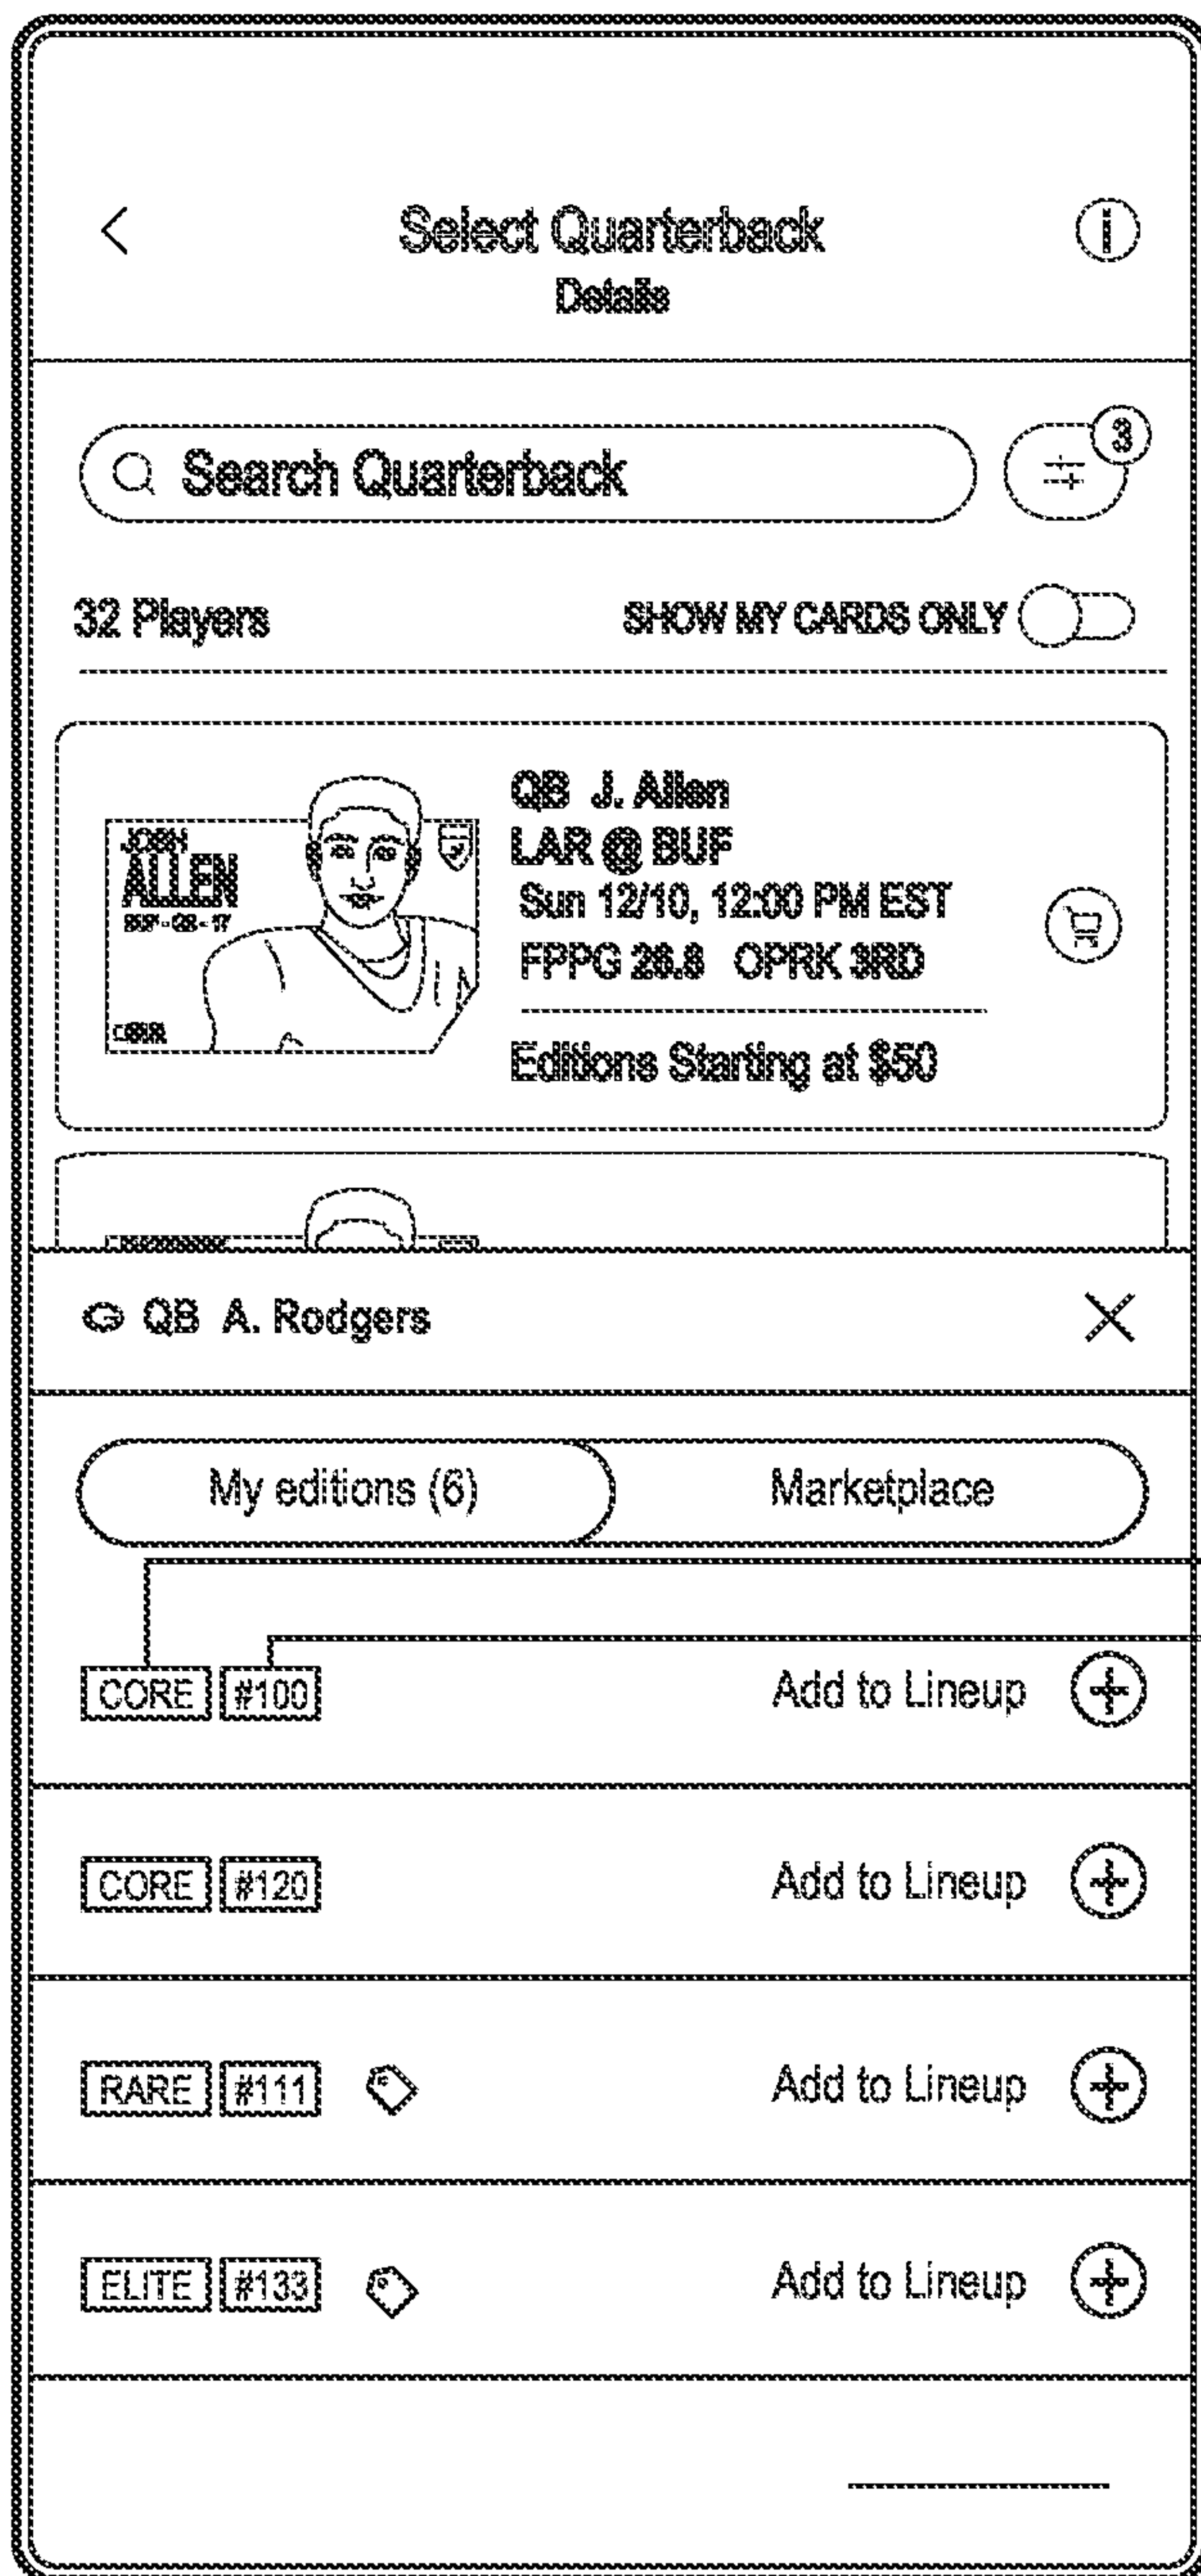 Select Quarterback
Details
3
Search Quarterback
32 Players SHOW MY CARDS ONLY
JOSH
ALLEN
QB J. Allen
LAR @ BUF
Sun 12/10, 12:00 PM EST
FPPG 28.8 OPRK 3RD
Editions Starting at $50
G QB A. Rodgers
My editions (6) Marketplace
CORE #100 Add to Lineup
CORE #120 Add to Lineup
RARE #111 Add to Lineup
ELITE #133 Add to Lineup